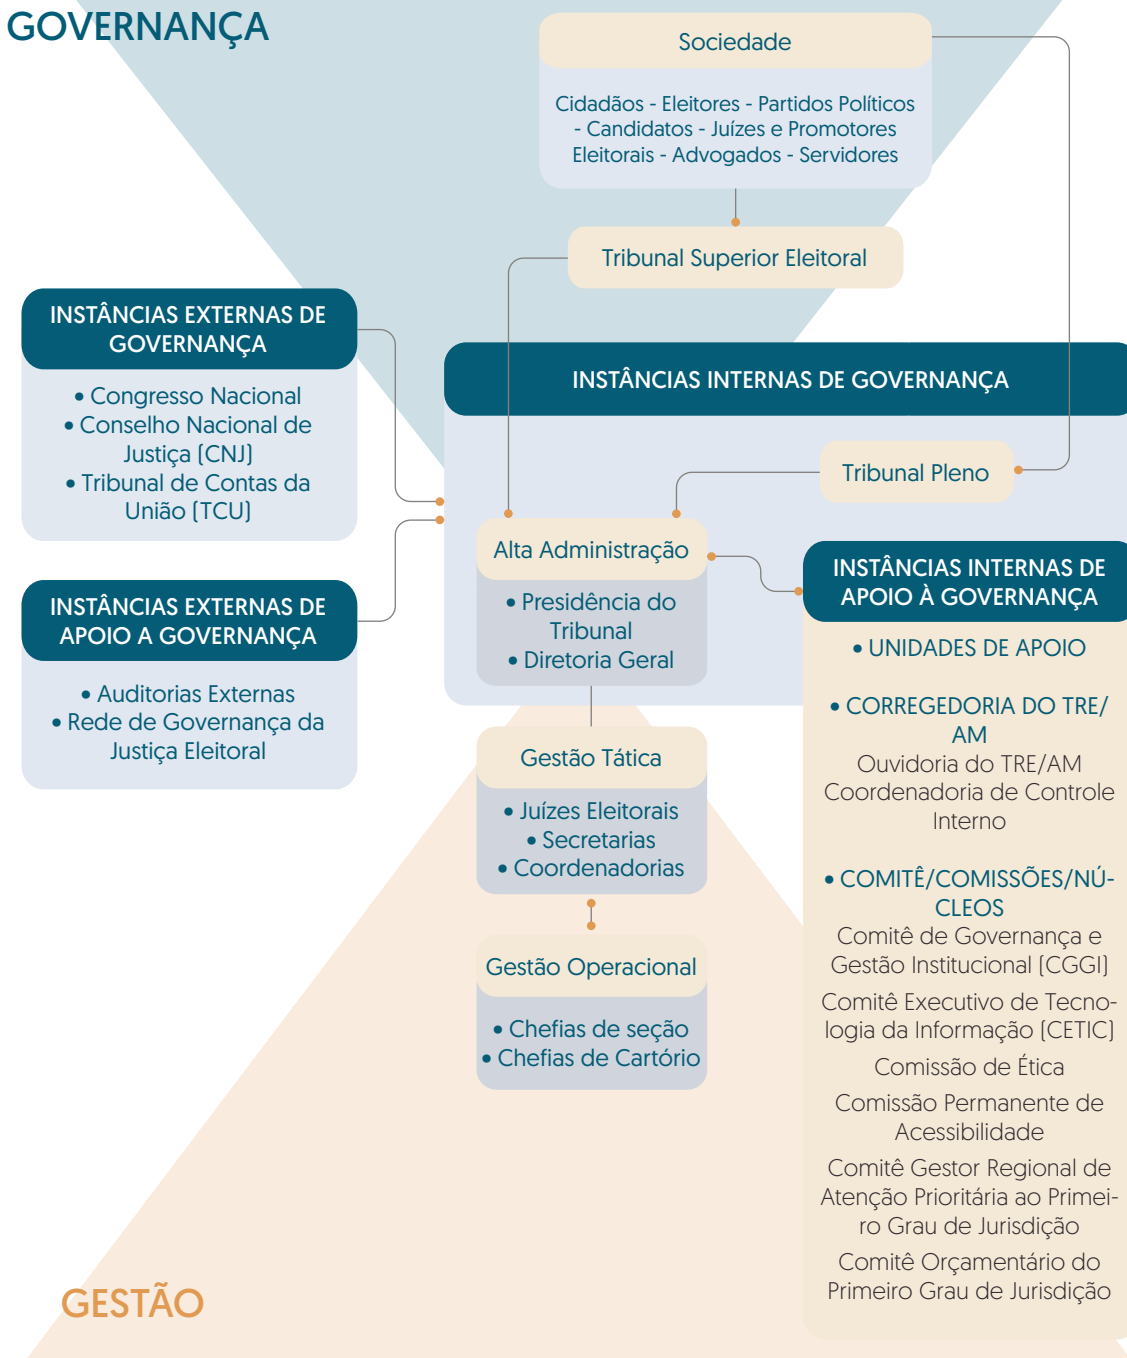 GOVERNANÇA
Sociedade
Cidadãos - Eleitores - Partidos Políticos
- Candidatos - Juízes e Promotores
Eleitorais - Advogados - Servidores
Tribunal Superior Eleitoral
INSTÂNCIAS EXTERNAS DE
GOVERNANÇA
• Congresso Nacional
• Conselho Nacional de
Justiça (CNJ)
• Tribunal de Contas da
União (TCU)
INSTÂNCIAS EXTERNAS DE
APOIO A GOVERNANÇA
• Auditorias Externas
• Rede de Governança da
Justiça Eleitoral
INSTÂNCIAS INTERNAS DE GOVERNANÇA
Tribunal Pleno
Alta Administração
• Presidência do
Tribunal
• Diretoria Geral
Gestão Tática
• Juízes Eleitorais
• Secretarias
• Coordenadorias
Gestão Operacional
• Chefias de seção
• Chefias de Cartório
INSTÂNCIAS INTERNAS DE
APOIO À GOVERNANÇA
• UNIDADES DE APOIO
• CORREGEDORIA DO TRE/
AM
Ouvidoria do TRE/AM
Coordenadoria de Controle
Interno
• COMITÊ/COMISSÕES/NÚ-
CLEOS
Comitê de Governança e
Gestão Institucional (CGGI)
Comitê Executivo de Tecno-
logia da Informação (CETIC)
Comissão de Ética
Comissão Permanente de
Acessibilidade
Comitê Gestor Regional de
Atenção Prioritária ao Primei-
ro Grau de Jurisdição
Comitê Orçamentário do
Primeiro Grau de Jurisdição
GESTÃO